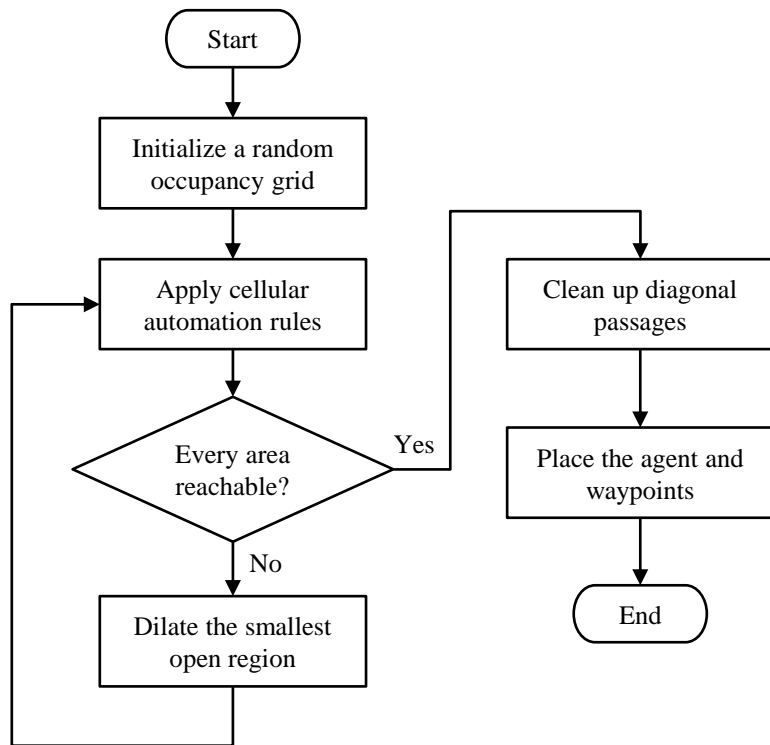 Start
Initialize a random
occupancy grid
Apply cellular
automation rules
Every area
reachable?
Yes
No
Dilate the smallest
open region
Clean up diagonal
passages
Place the agent and
waypoints
End